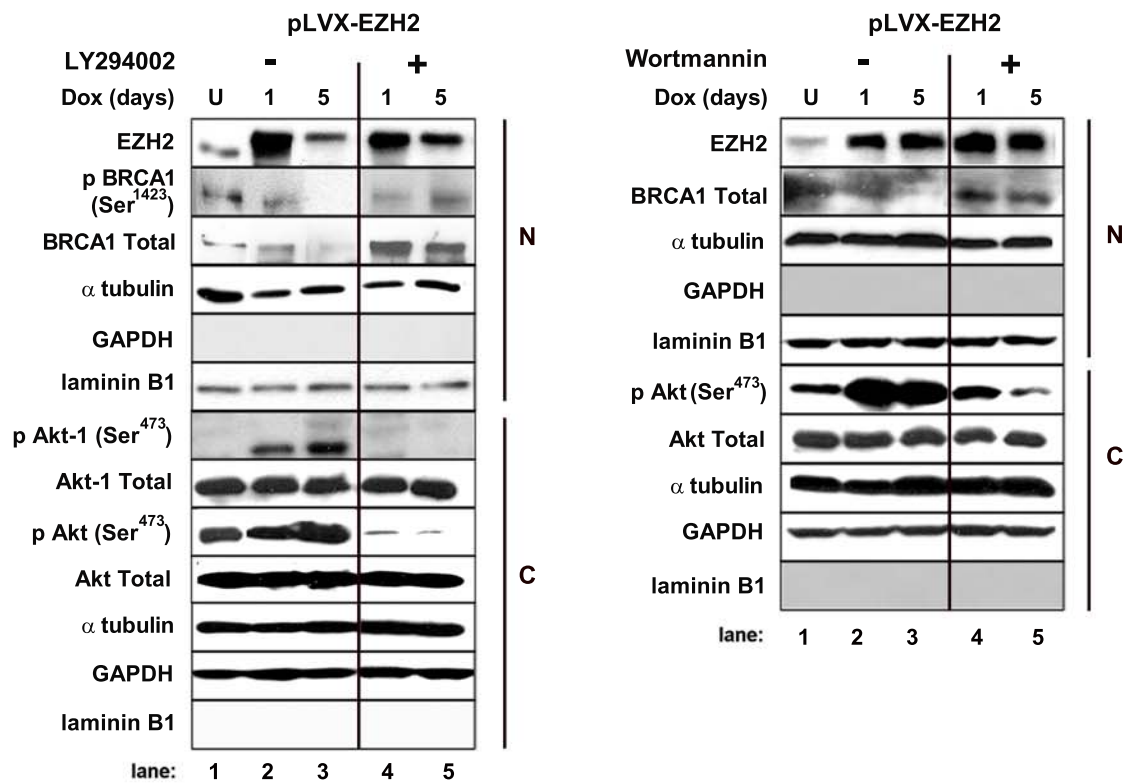 pLVX-EZH2
LY294002 - +
Dox (days) U 1 5 1 5
EZH2
p BRCA1
(Ser1423)
BRCA1 Total
α tubulin
GAPDH
laminin B1
N
p Akt-1 (Ser473)
Akt-1 Total
p Akt (Ser473)
Akt Total
α tubulin
GAPDH
laminin B1
C
lane: 1 2 3 4 5
pLVX-EZH2
Wortmannin - +
Dox (days) U 1 5 1 5
EZH2
BRCA1 Total
α tubulin
GAPDH
laminin B1
N
p Akt (Ser473)
Akt Total
α tubulin
GAPDH
laminin B1
C
lane: 1 2 3 4 5